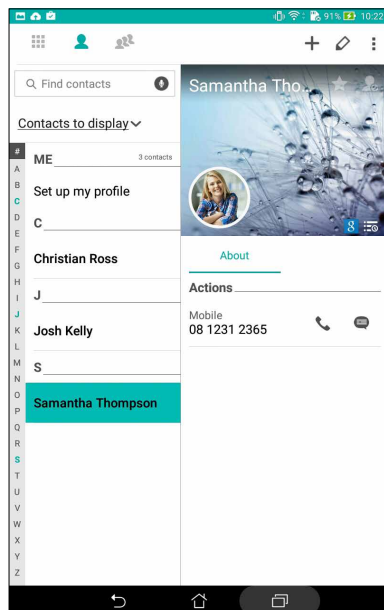 91% 10:22
Find contacts
Contacts to display
#
A
B
C
D
E
F
G
H
I
J
K
L
M
N
O
P
Q
R
S
T
U
V
W
X
Y
Z
ME 3 contacts
Set up my profile
C
Christian Ross
J
Josh Kelly
S
Samantha Thompson
Samantha Tho...
8
About
Actions
Mobile
08 1231 2365